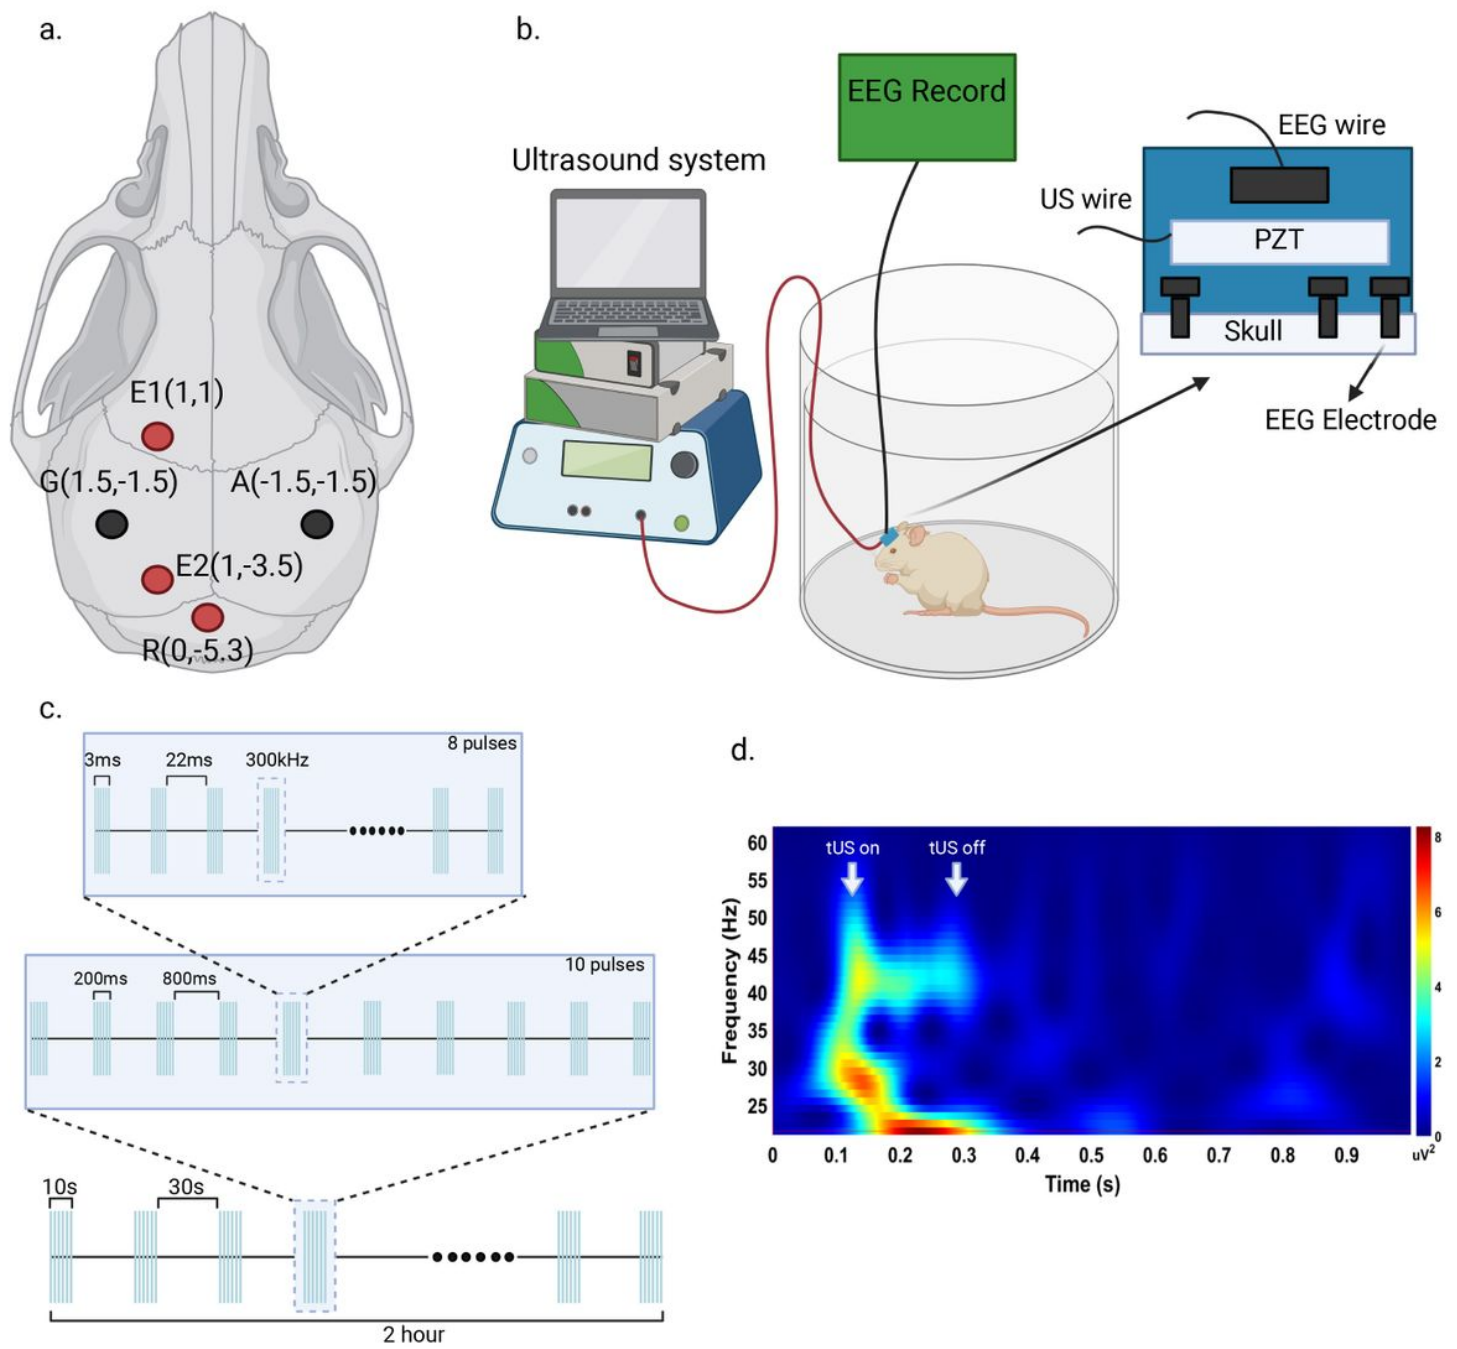 a.
E1(1,1)
G(1.5,-1.5)
A(-1.5,-1.5)
E2(1,-3.5)
R(0,-5.3)
b.
Ultrasound system
EEG Record
EEG wire
US wire
PZT
Skull
EEG Electrode
c.
8 pulses
3ms
22ms
300kHz
10 pulses
200ms
800ms
10s
30s
2 hour
d.
tUS on
tUS off
Frequency (Hz)
60
55
50
45
40
35
30
25
0 0.1 0.2 0.3 0.4 0.5 0.6 0.7 0.8 0.9
Time (s)
8
6
4
2
0
uV²